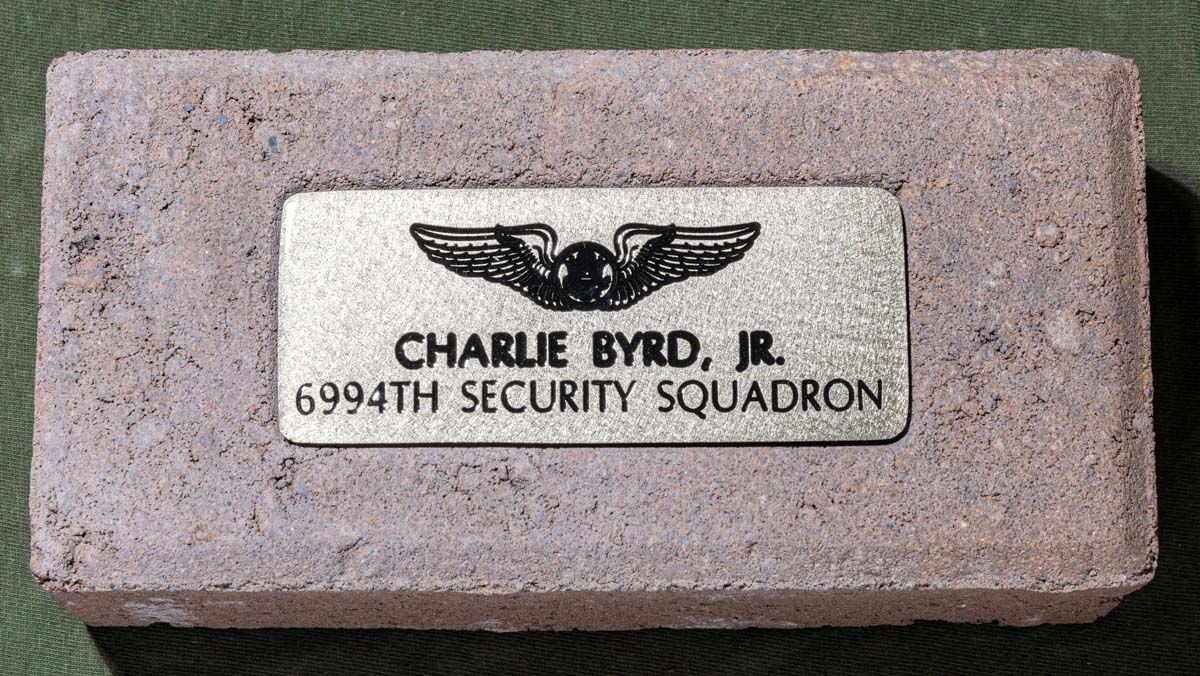 CHARLIE BYRD, JR.
6994TH SECURITY SQUADRON